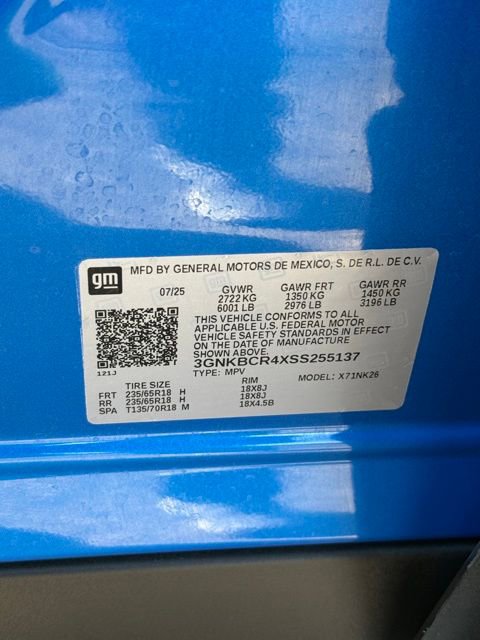 gm MFD BY GENERAL MOTORS DE MEXICO, S. DE R.L. DE C.V.
07/25 GVWR GAWR FRT GAWR RR
2722 KG 1350 KG 1450 KG
6001 LB 2976 LB 3196 LB
THIS VEHICLE CONFORMS TO ALL
APPLICABLE U.S. FEDERAL MOTOR
VEHICLE SAFETY STANDARDS IN EFFECT
ON THE DATE OF MANUFACTURE
SHOWN ABOVE.
3GNKBCR4XSS255137
121J TYPE: MPV MODEL: X71NK26
TIRE SIZE RIM
FRT 235/65R18 H 18X8J
RR 235/65R18 H 18X8J
SPA T135/70R18 M 18X4.5B